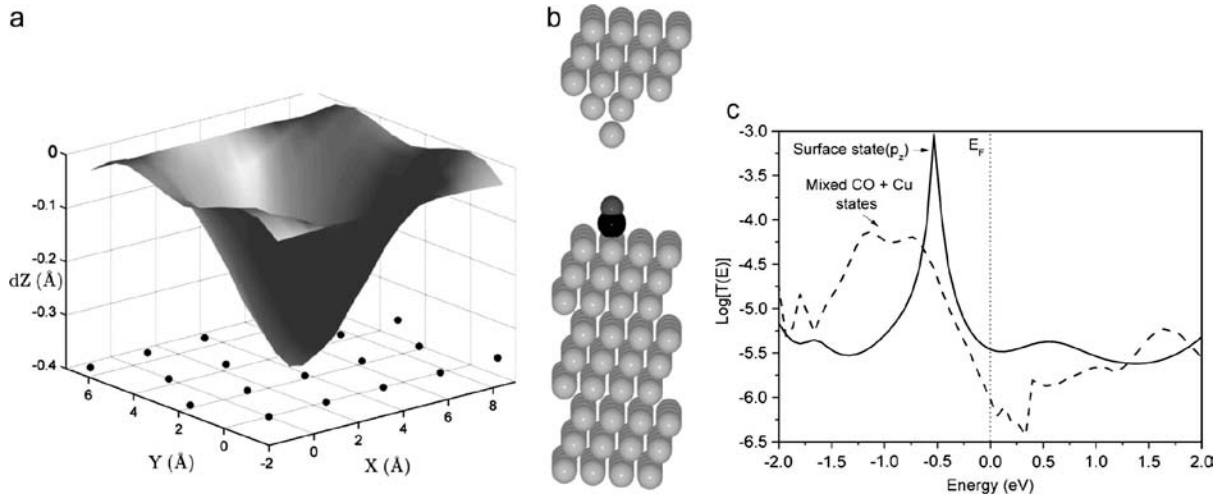 a
0
-0.1
-0.2
dZ (Å)
-0.3
-0.4
6
4
2
0
-2
Y (Å)
0
2
4
6
8
X (Å)
b
c
-3.0
-3.5
-4.0
-4.5
-5.0
-5.5
-6.0
-6.5
Log[T(E)]
Surface state(pz)
EF
Mixed CO + Cu
states
-2.0 -1.5 -1.0 -0.5 0.0 0.5 1.0 1.5 2.0
Energy (eV)